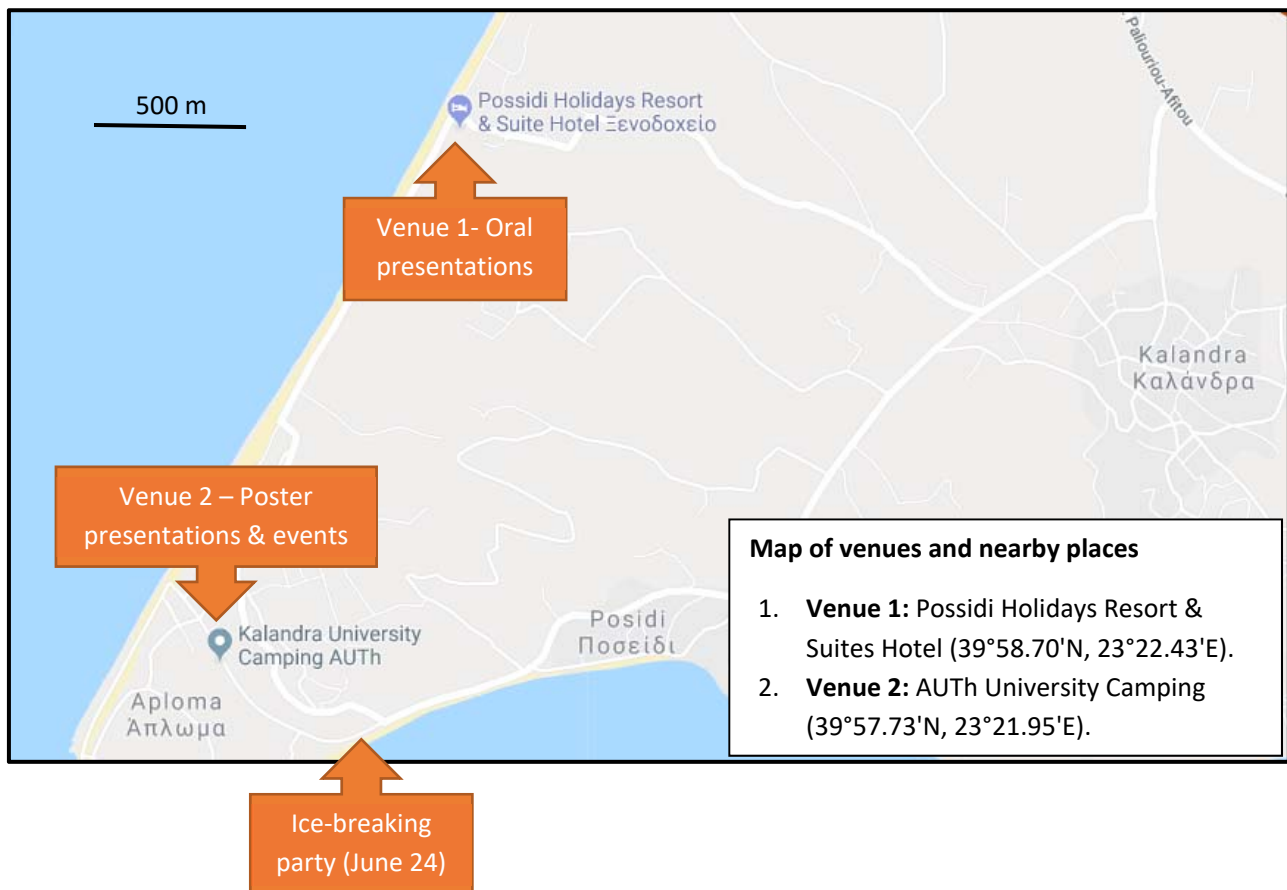 500 m
Possidi Holidays Resort
& Suite Hotel Ξενοδοχείο
Paliouriou-Afitou
Venue 1- Oral
presentations
Kalandra
Καλάνδρα
Venue 2 – Poster
presentations & events
Kalandra University
Camping AUTh
Posidi
Ποσείδι
Aploma
Άπλωμα
Map of venues and nearby places
1. Venue 1: Possidi Holidays Resort &
Suites Hotel (39°58.70'N, 23°22.43'E).
2. Venue 2: AUTh University Camping
(39°57.73'N, 23°21.95'E).
Ice-breaking
party (June 24)